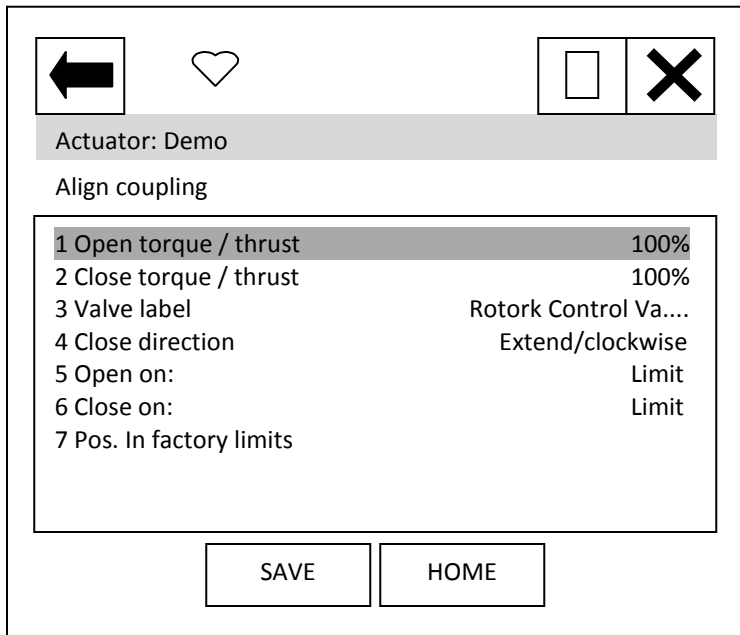 Actuator: Demo
Align coupling
1 Open torque / thrust 100%
2 Close torque / thrust 100%
3 Valve label Rotork Control Va....
4 Close direction Extend/clockwise
5 Open on: Limit
6 Close on: Limit
7 Pos. In factory limits
SAVE HOME